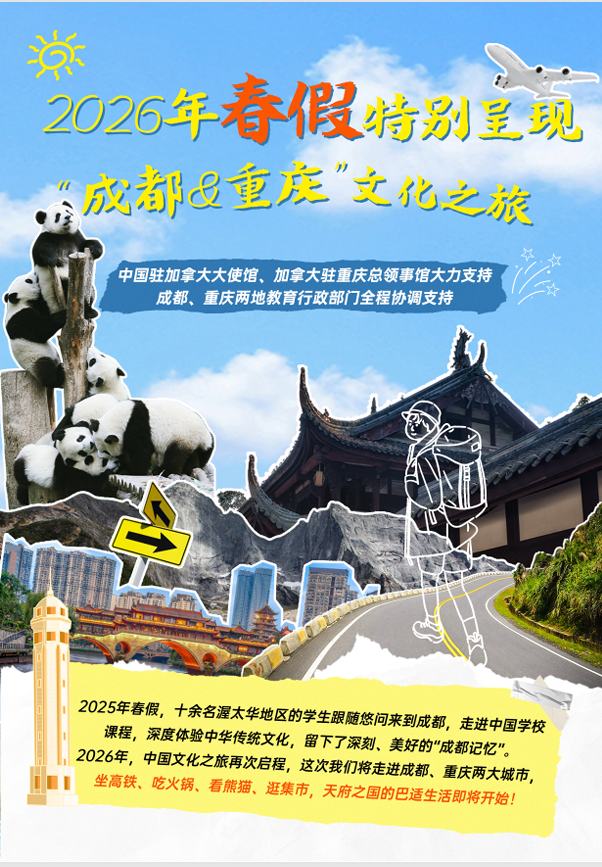 2026年春假特别呈现
“成都&重庆”文化之旅
中国驻加拿大大使馆、加拿大驻重庆总领事馆大力支持
成都、重庆两地教育行政部门全程协调支持
2025年春假，十余名渥太华地区的学生跟随悠问来到成都，走进中国学校
课程，深度体验中华传统文化，留下了深刻、美好的“成都记忆”。
2026年，中国文化之旅再次启程，这次我们将走进成都、重庆两大城市，
坐高铁、吃火锅、看熊猫、逛集市，天府之国的巴适生活即将开始！